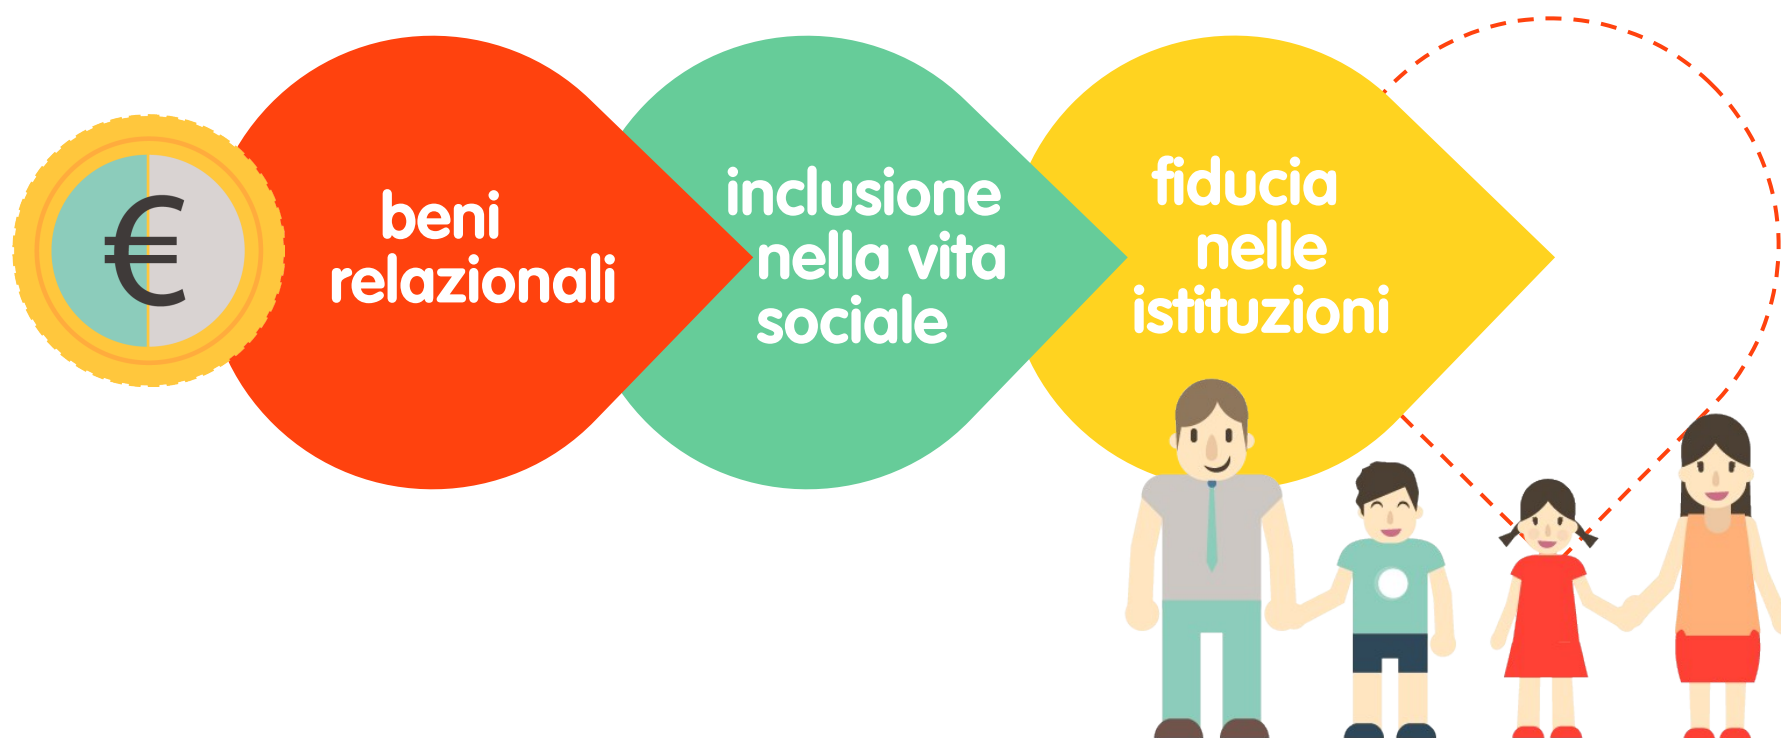 €
beni
relazionali
inclusione
nella vita
sociale
fiducia
nelle
istituzioni